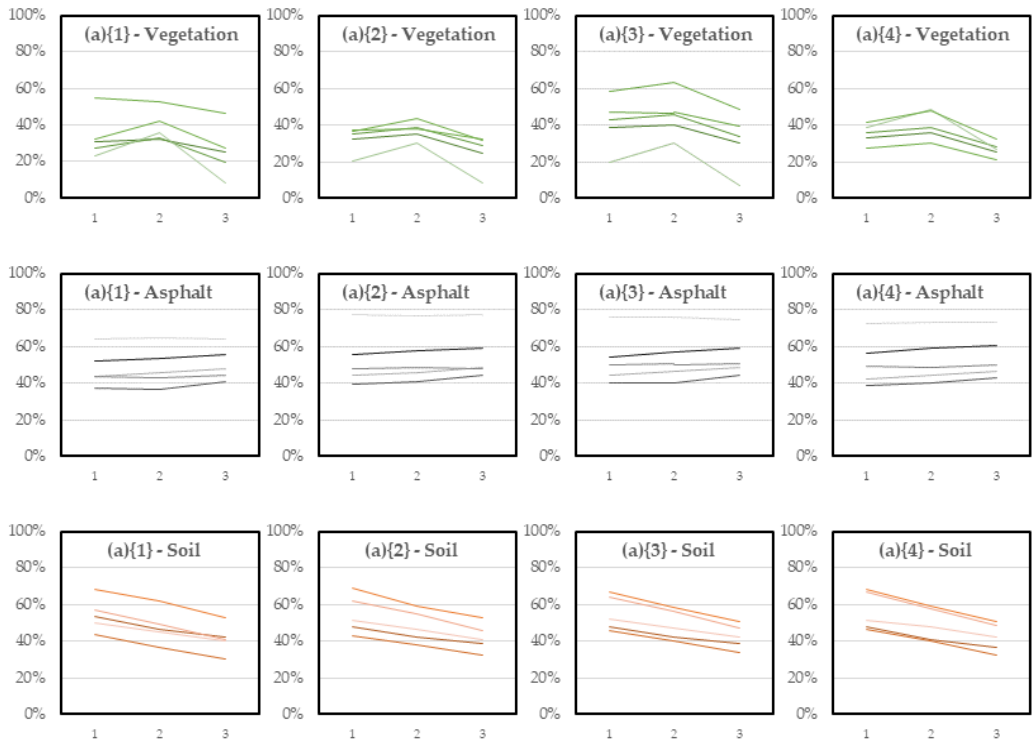 100% 100% 100% 100%
(a){1} - Vegetation (a){2} - Vegetation (a){3} - Vegetation (a){4} - Vegetation
80% 80% 80% 80%
60% 60% 60% 60%
40% 40% 40% 40%
20% 20% 20% 20%
0% 0% 0% 0%
1 2 3 1 2 3 1 2 3 1 2 3
100% 100% 100% 100%
(a){1} - Asphalt (a){2} - Asphalt (a){3} - Asphalt (a){4} - Asphalt
80% 80% 80% 80%
60% 60% 60% 60%
40% 40% 40% 40%
20% 20% 20% 20%
0% 0% 0% 0%
1 2 3 1 2 3 1 2 3 1 2 3
100% 100% 100% 100%
(a){1} - Soil (a){2} - Soil (a){3} - Soil (a){4} - Soil
80% 80% 80% 80%
60% 60% 60% 60%
40% 40% 40% 40%
20% 20% 20% 20%
0% 0% 0% 0%
1 2 3 1 2 3 1 2 3 1 2 3